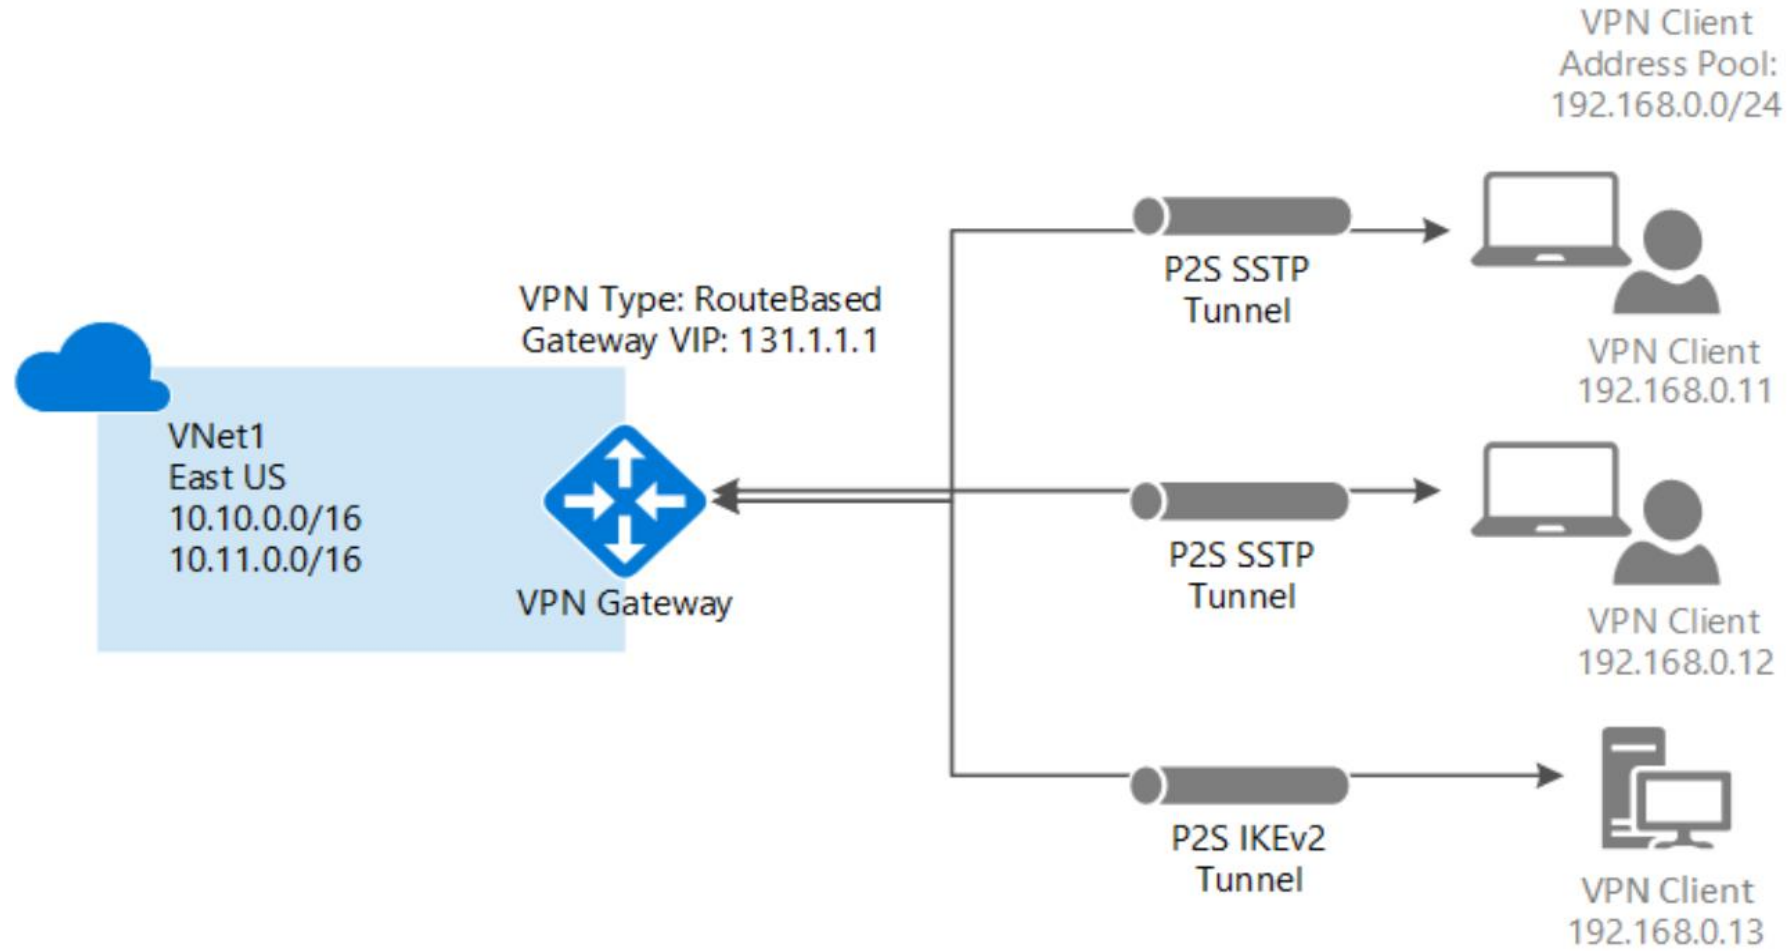 VPN Client
Address Pool:
192.168.0.0/24
P2S SSTP
Tunnel
VPN Type: RouteBased
Gateway VIP: 131.1.1.1
VPN Client
192.168.0.11
VNet1
East US
10.10.0.0/16
10.11.0.0/16
VPN Gateway
P2S SSTP
Tunnel
VPN Client
192.168.0.12
P2S IKEv2
Tunnel
VPN Client
192.168.0.13